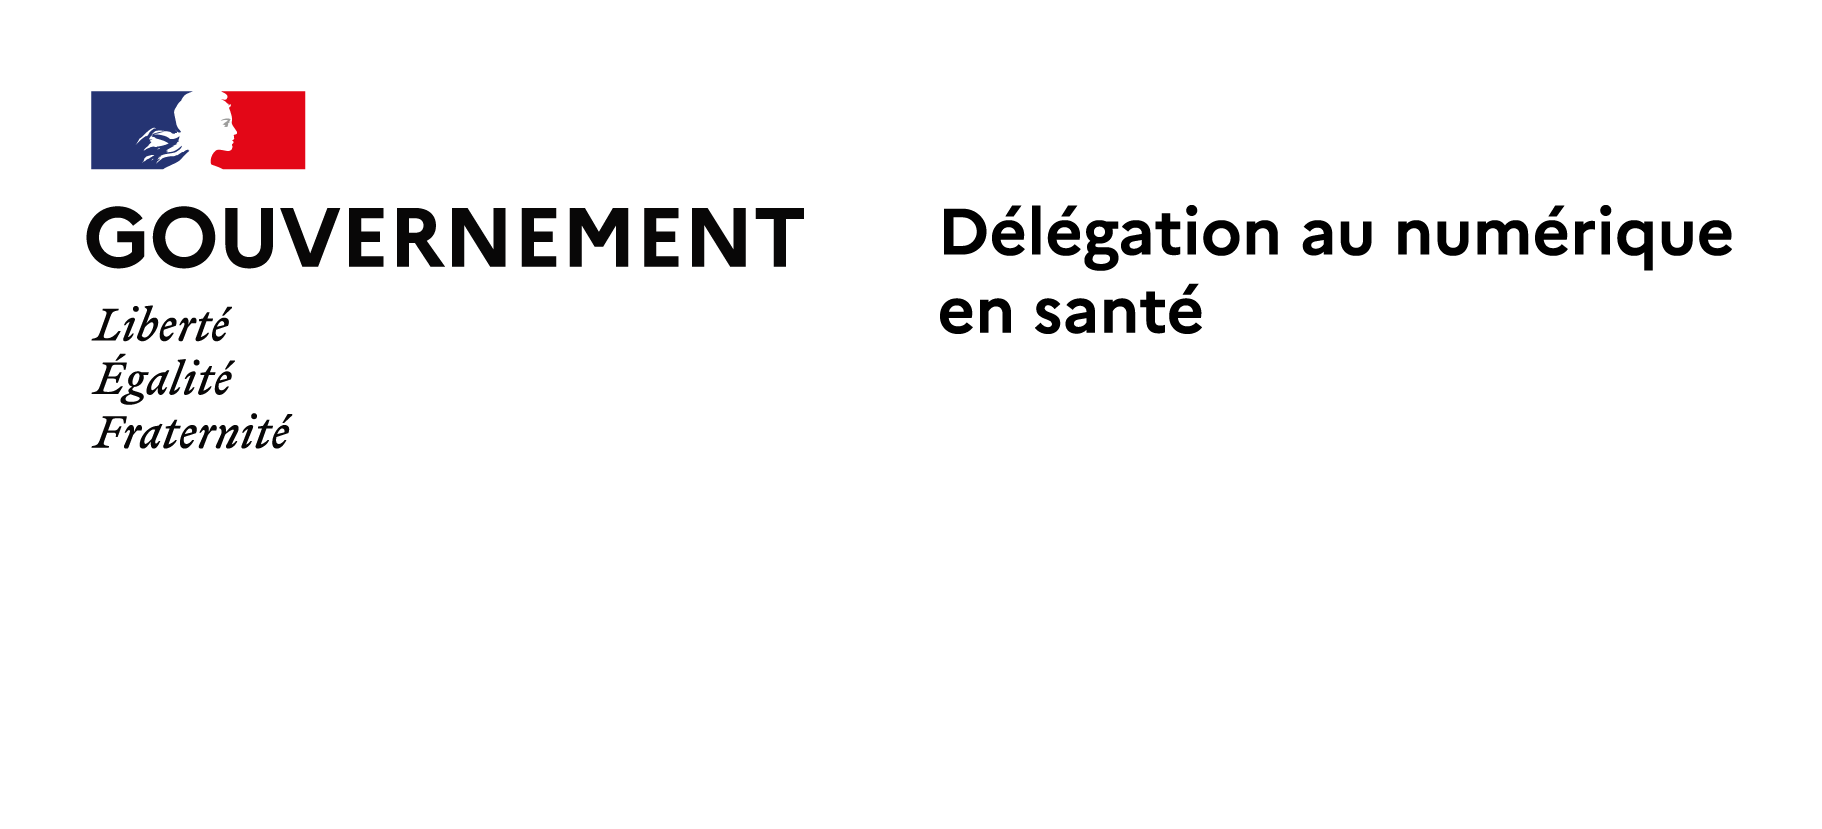 GOUVERNEMENT
Liberté
Égalité
Fraternité
Délégation au numérique
en santé